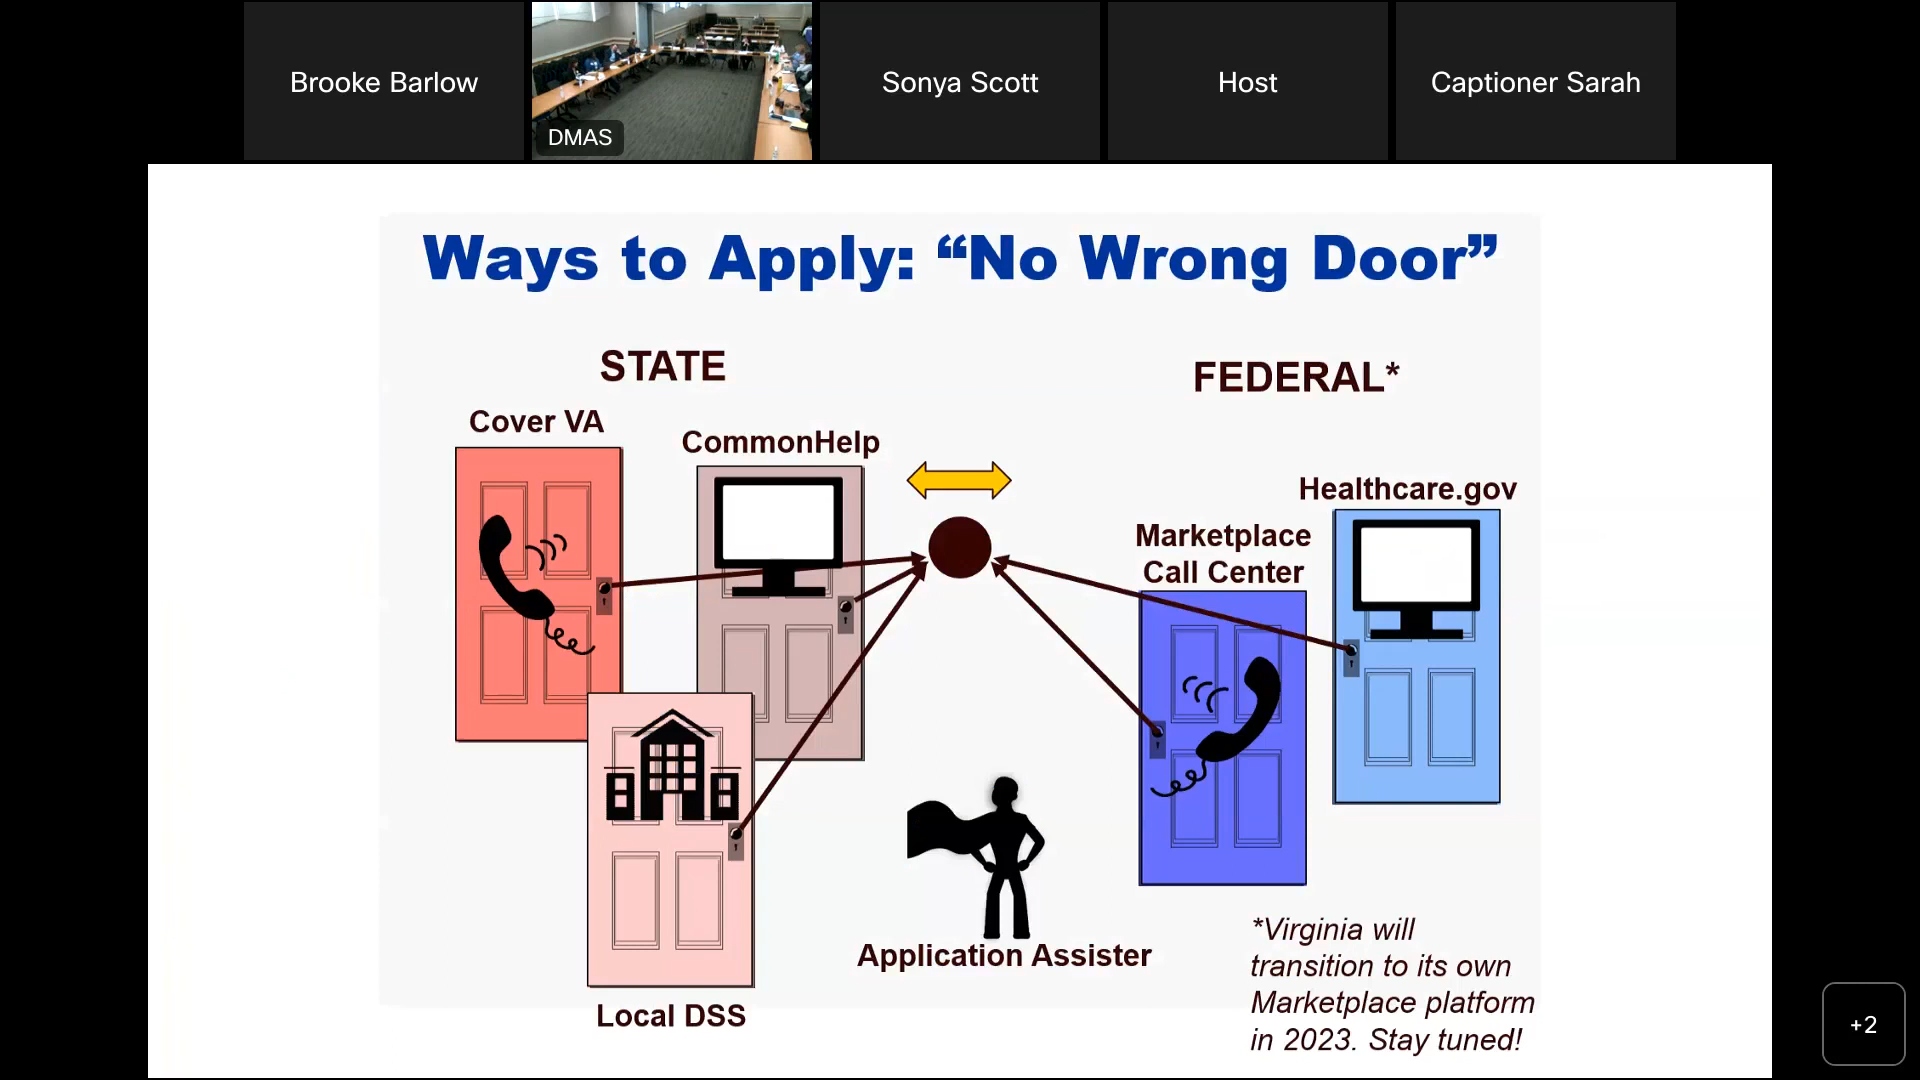 Brooke Barlow
DMAS
Sonya Scott
Host
Captioner Sarah
Ways to Apply: “No Wrong Door”
STATE
FEDERAL*
Cover VA
CommonHelp
Healthcare.gov
Marketplace
Call Center
Application Assister
Local DSS
*Virginia will
transition to its own
Marketplace platform
in 2023. Stay tuned!
+2